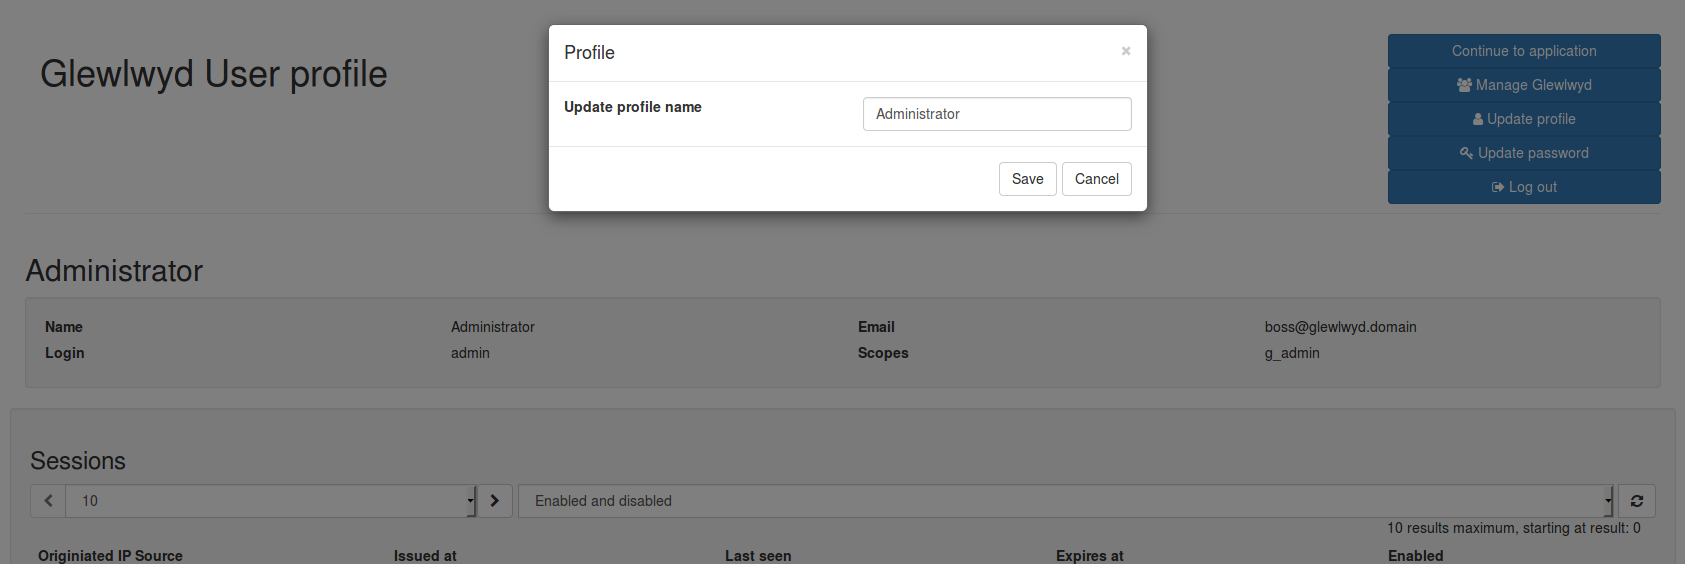 Glewlwyd User profile
Profile ×
Update profile name Administrator
Save Cancel
Continue to application
Manage Glewlwyd
Update profile
Update password
Log out
Administrator
Name Administrator Email boss@glewlwyd.domain
Login admin Scopes g_admin
Sessions
10 Enabled and disabled
10 results maximum, starting at result: 0
Originiated IP Source Issued at Last seen Expires at Enabled